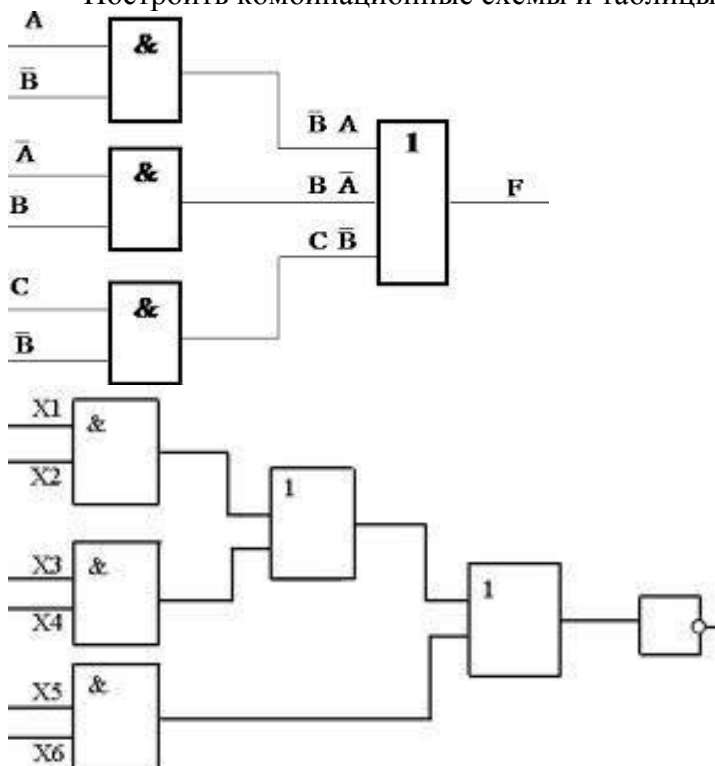 Построить комбинационные схемы и таблицы
A
&
B̅
B̅ A
1
A̅
&
B A̅
F
B
C B̅
C
&
B̅
X1
&
X2
1
X3
&
1
X4
X5
&
X6